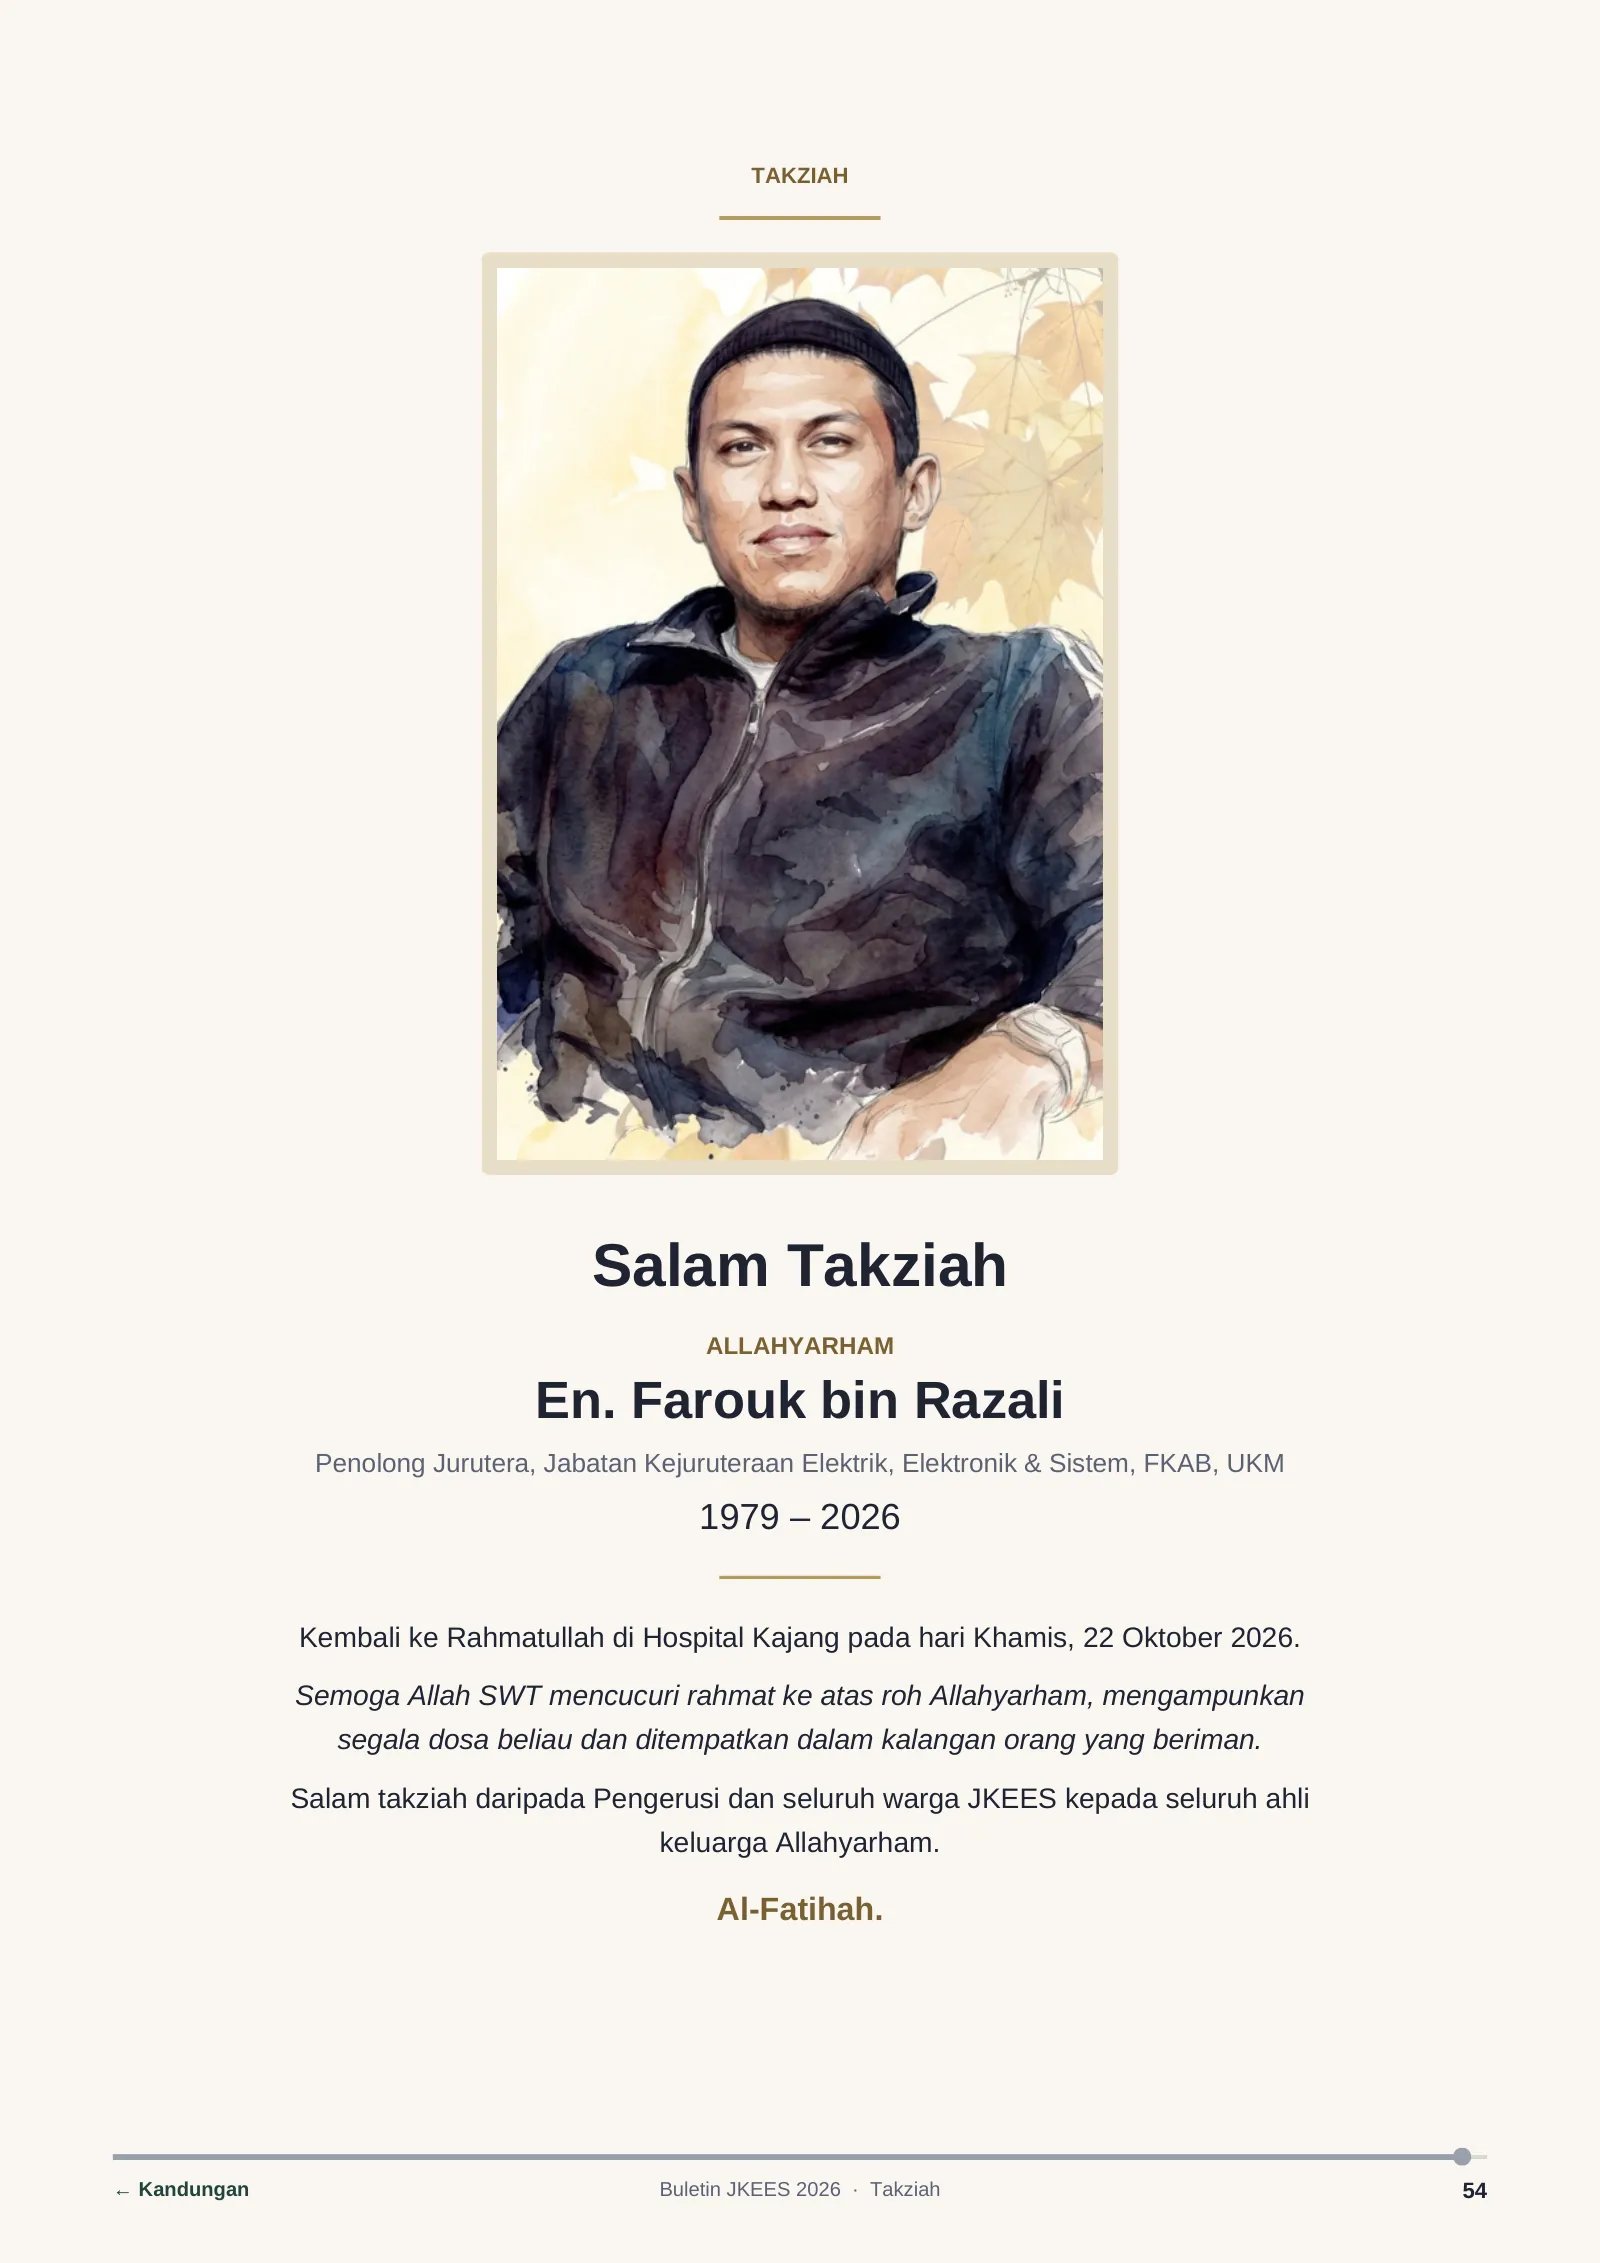 TAKZIAH
Salam Takziah
ALLAHYARHAM
En. Farouk bin Razali
Penolong Jurutera, Jabatan Kejuruteraan Elektrik, Elektronik & Sistem, FKAB, UKM
1979 – 2026
Kembali ke Rahmatullah di Hospital Kajang pada hari Khamis, 22 Oktober 2026.
Semoga Allah SWT mencucuri rahmat ke atas roh Allahyarham, mengampunkan
segala dosa beliau dan ditempatkan dalam kalangan orang yang beriman.
Salam takziah daripada Pengerusi dan seluruh warga JKEES kepada seluruh ahli
keluarga Allahyarham.
Al-Fatihah.
← Kandungan
Buletin JKEES 2026 · Takziah
54